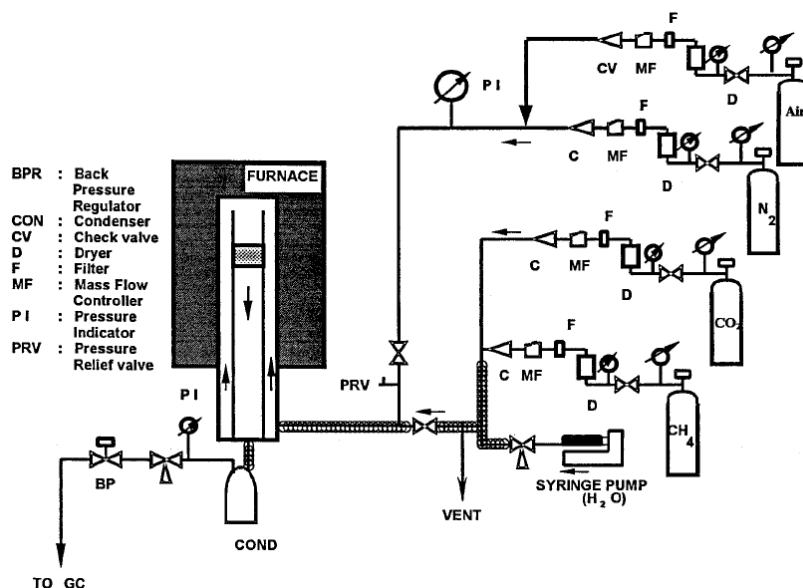 F
CV MF
D
Air
P I
F
C MF
D
N2
FURNACE
BPR : Back
Pressure
Regulator
CON : Condenser
CV : Check valve
D : Dryer
F : Filter
MF : Mass Flow
Controller
P I : Pressure
Indicator
PRV : Pressure
Relief valve
F
C MF
D
CO2
F
C MF
D
CH4
PRV
P I
BP
COND
VENT
SYRINGE PUMP
(H2O)
TO GC